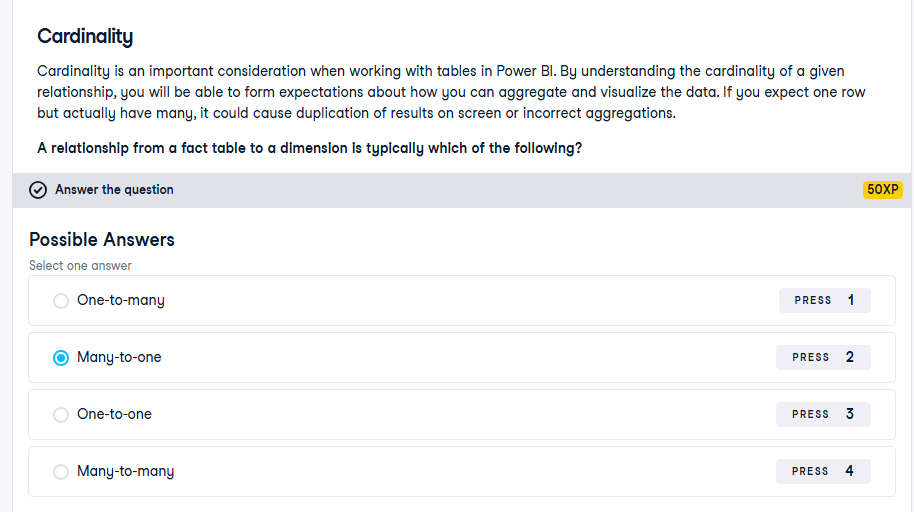 Cardinality
Cardinality is an important consideration when working with tables in Power BI. By understanding the cardinality of a given
relationship, you will be able to form expectations about how you can aggregate and visualize the data. If you expect one row
but actually have many, it could cause duplication of results on screen or incorrect aggregations.
A relationship from a fact table to a dimension is typically which of the following?
Answer the question 50XP
Possible Answers
Select one answer
One-to-many PRESS 1
Many-to-one PRESS 2
One-to-one PRESS 3
Many-to-many PRESS 4